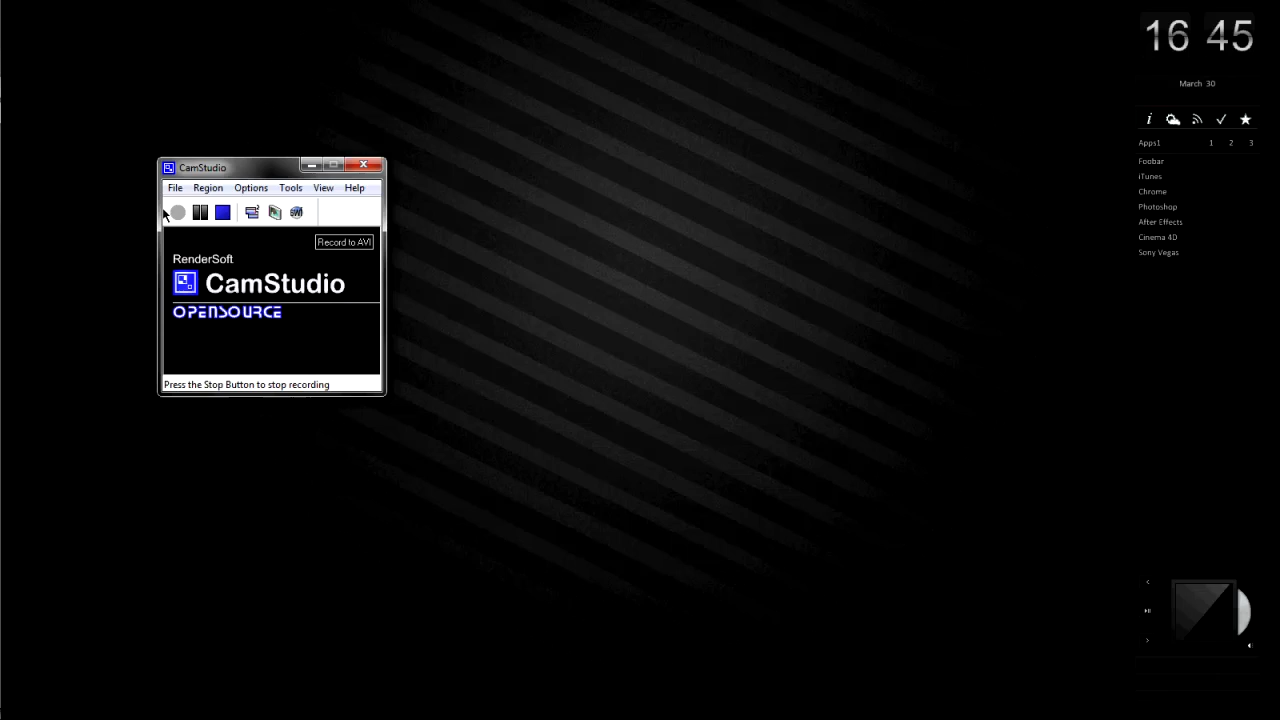 16 45
March 30
i
Apps1 1 2 3
Foobar
iTunes
Chrome
Photoshop
After Effects
Cinema 4D
Sony Vegas
CamStudio
File Region Options Tools View Help
SWF
Record to AVI
RenderSoft
CamStudio
OPENSOURCE
Press the Stop Button to stop recording